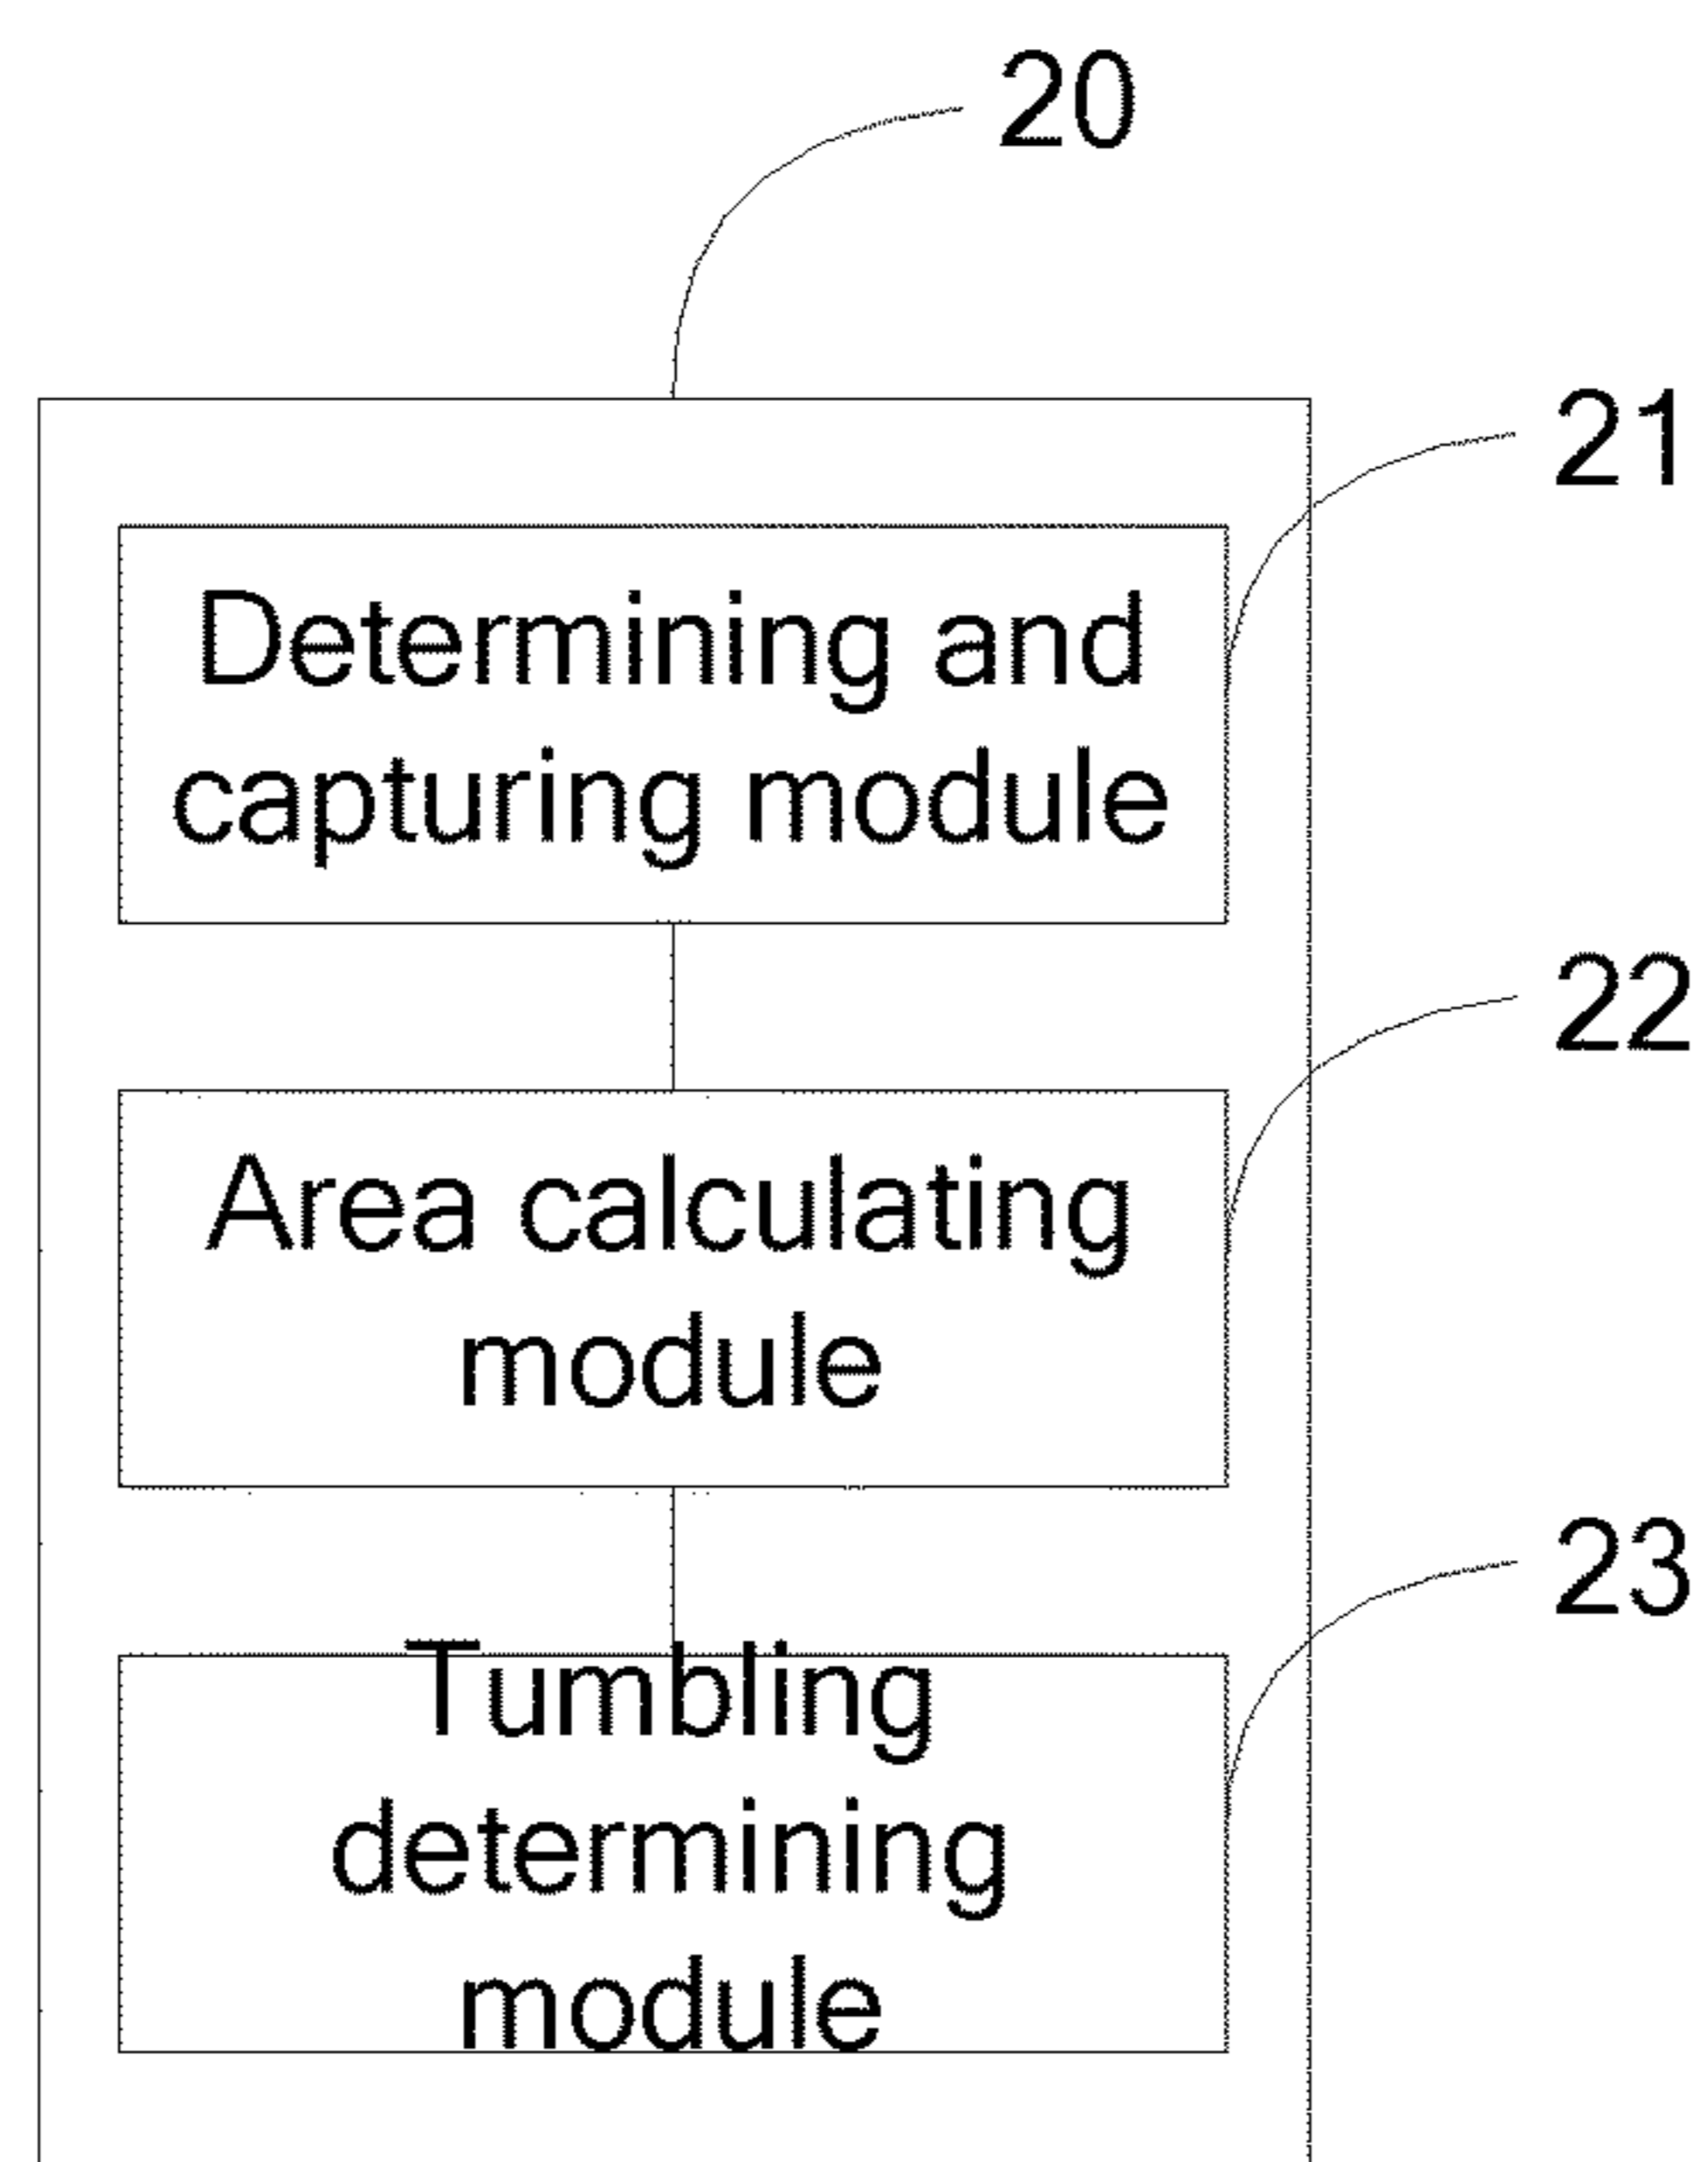 20
21
Determining and
capturing module
22
Area calculating
module
23
Tumbling
determining
module